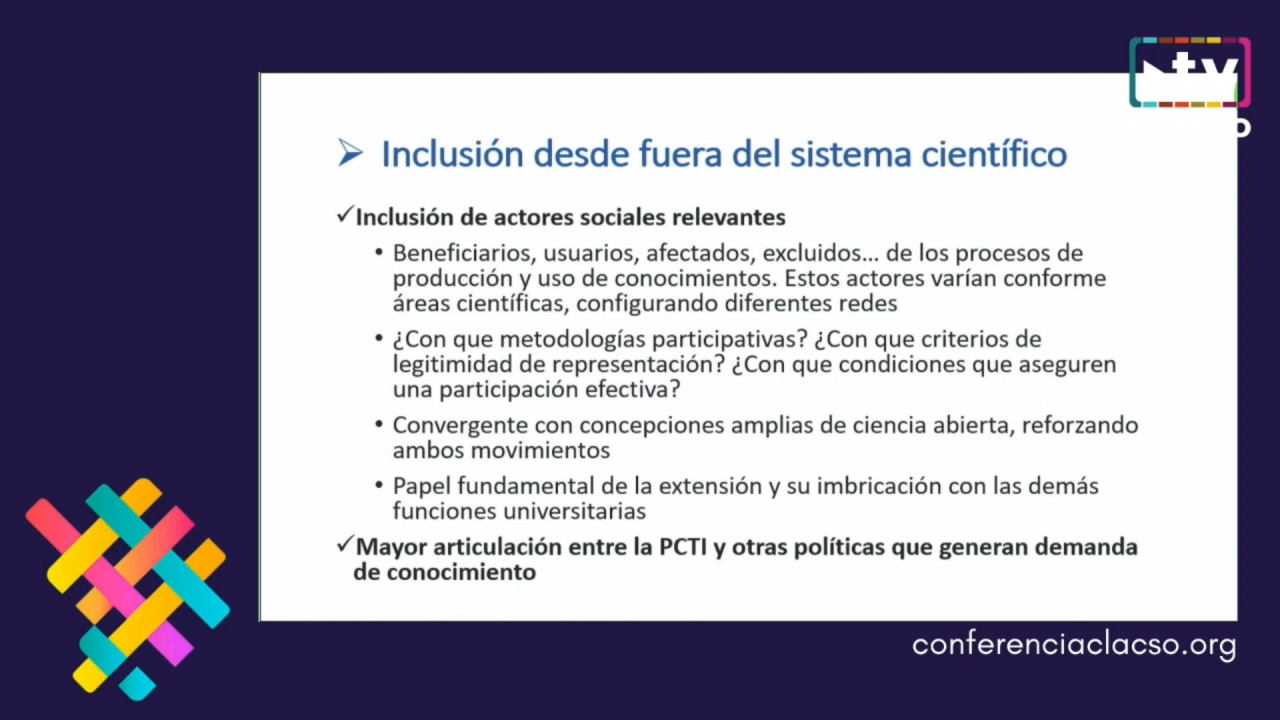 tv
➢ Inclusión desde fuera del sistema científico
✓Inclusión de actores sociales relevantes
• Beneficiarios, usuarios, afectados, excluidos... de los procesos de
producción y uso de conocimientos. Estos actores varían conforme
áreas científicas, configurando diferentes redes
• ¿Con que metodologías participativas? ¿Con que criterios de
legitimidad de representación? ¿Con que condiciones que aseguren
una participación efectiva?
• Convergente con concepciones amplias de ciencia abierta, reforzando
ambos movimientos
• Papel fundamental de la extensión y su imbricación con las demás
funciones universitarias
✓Mayor articulación entre la PCTI y otras políticas que generan demanda
de conocimiento
conferenciaclacso.org